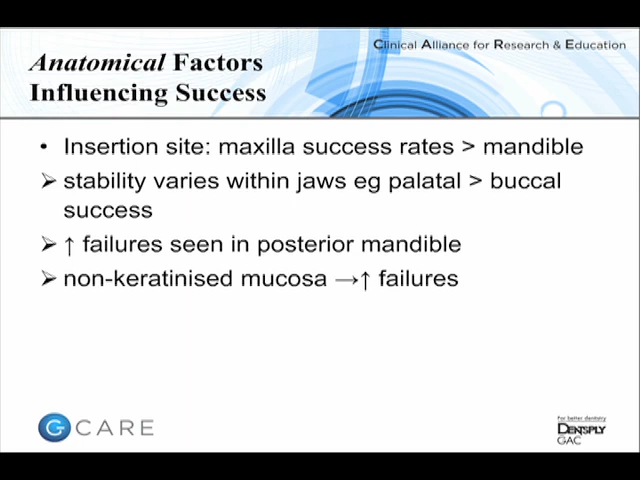 Clinical Alliance for Research & Education
Anatomical Factors
Influencing Success
• Insertion site: maxilla success rates > mandible
➢ stability varies within jaws eg palatal > buccal
success
➢ ↑ failures seen in posterior mandible
➢ non-keratinised mucosa →↑ failures
G CARE
For better dentistry
DENTSPLY
GAC